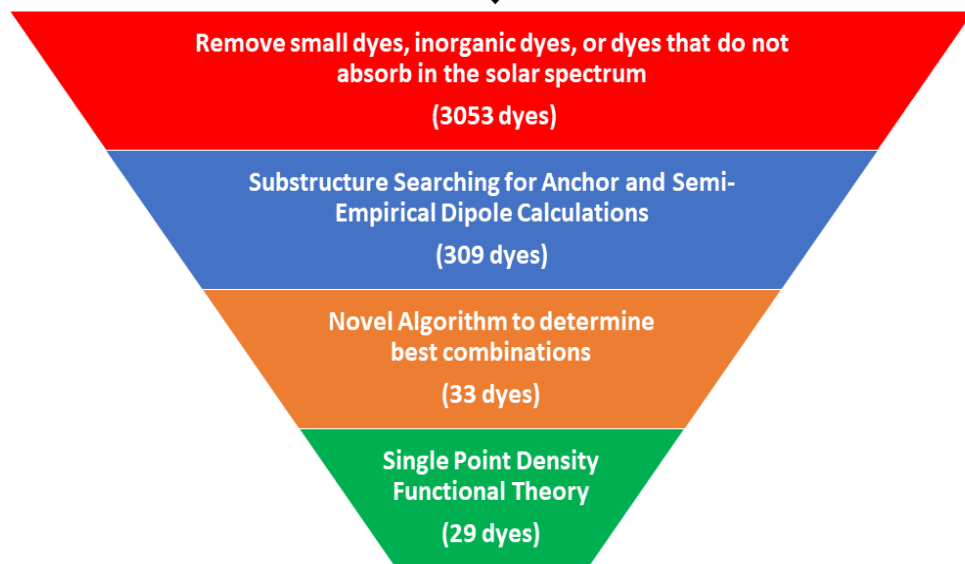 Remove small dyes, inorganic dyes, or dyes that do not
absorb in the solar spectrum
(3053 dyes)
Substructure Searching for Anchor and Semi-
Empirical Dipole Calculations
(309 dyes)
Novel Algorithm to determine
best combinations
(33 dyes)
Single Point Density
Functional Theory
(29 dyes)